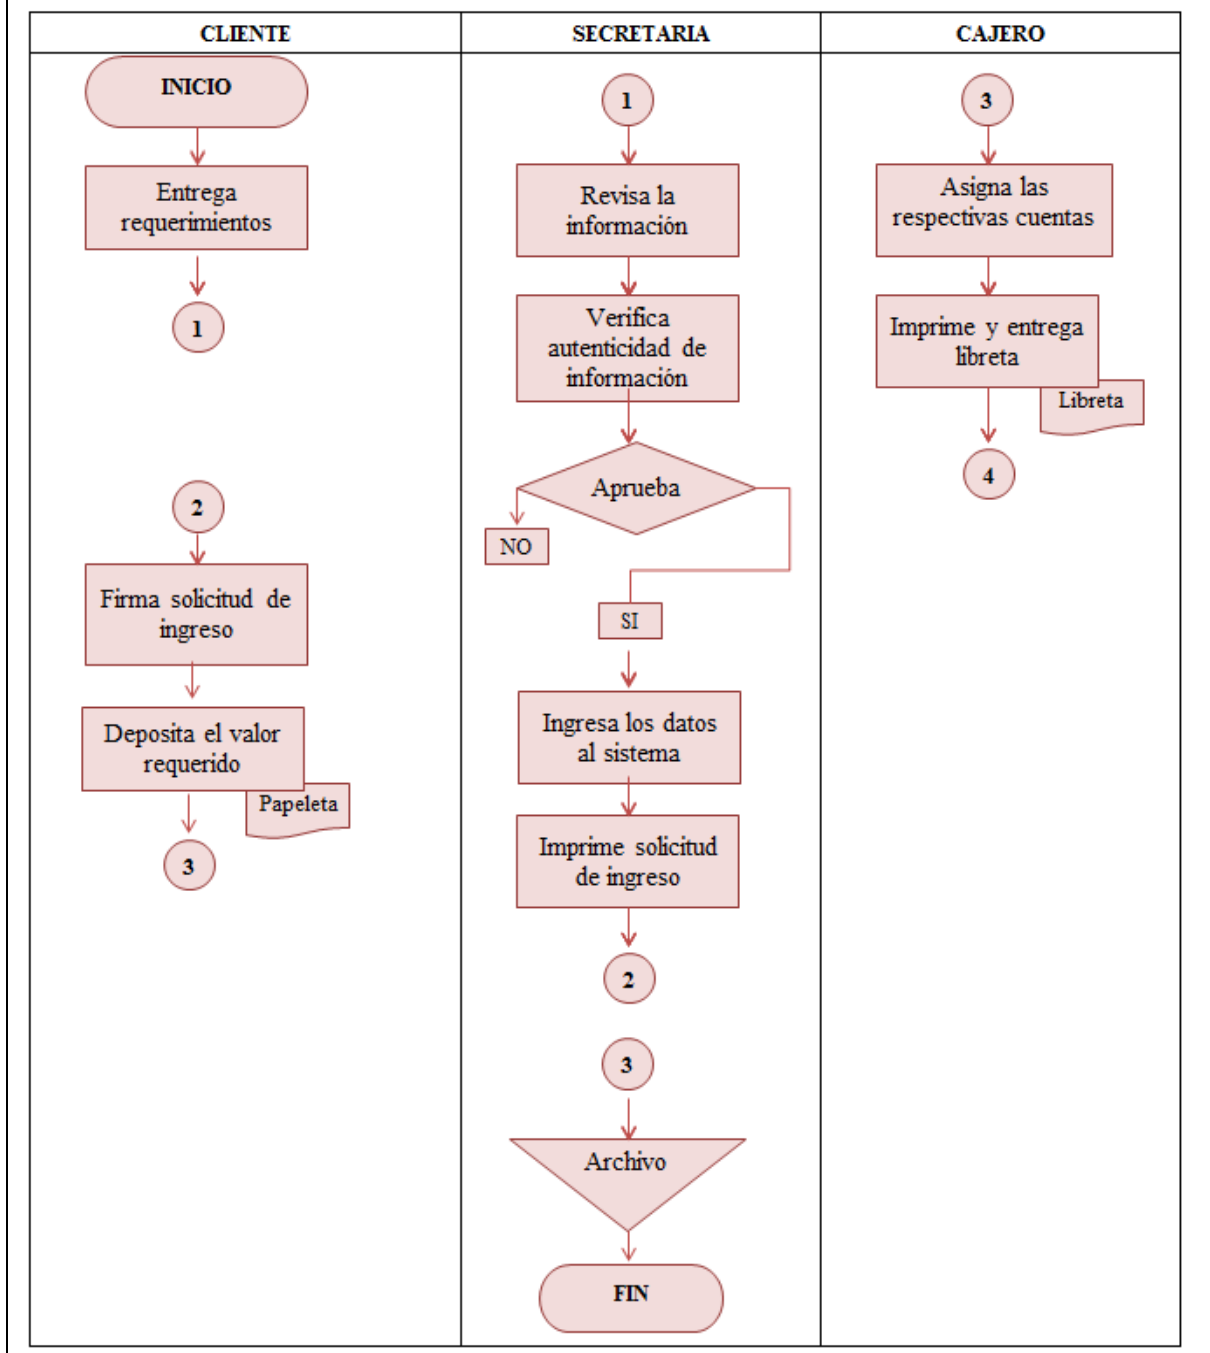 CLIENTE
SECRETARIA
CAJERO
INICIO
Entrega
requerimientos
1
2
Firma solicitud de
ingreso
Deposita el valor
requerido
Papeleta
3
1
Revisa la
información
Verifica
autenticidad de
información
Aprueba
NO
SI
Ingresa los datos
al sistema
Imprime solicitud
de ingreso
2
3
Archivo
FIN
3
Asigna las
respectivas cuentas
Imprime y entrega
libreta
Libreta
4